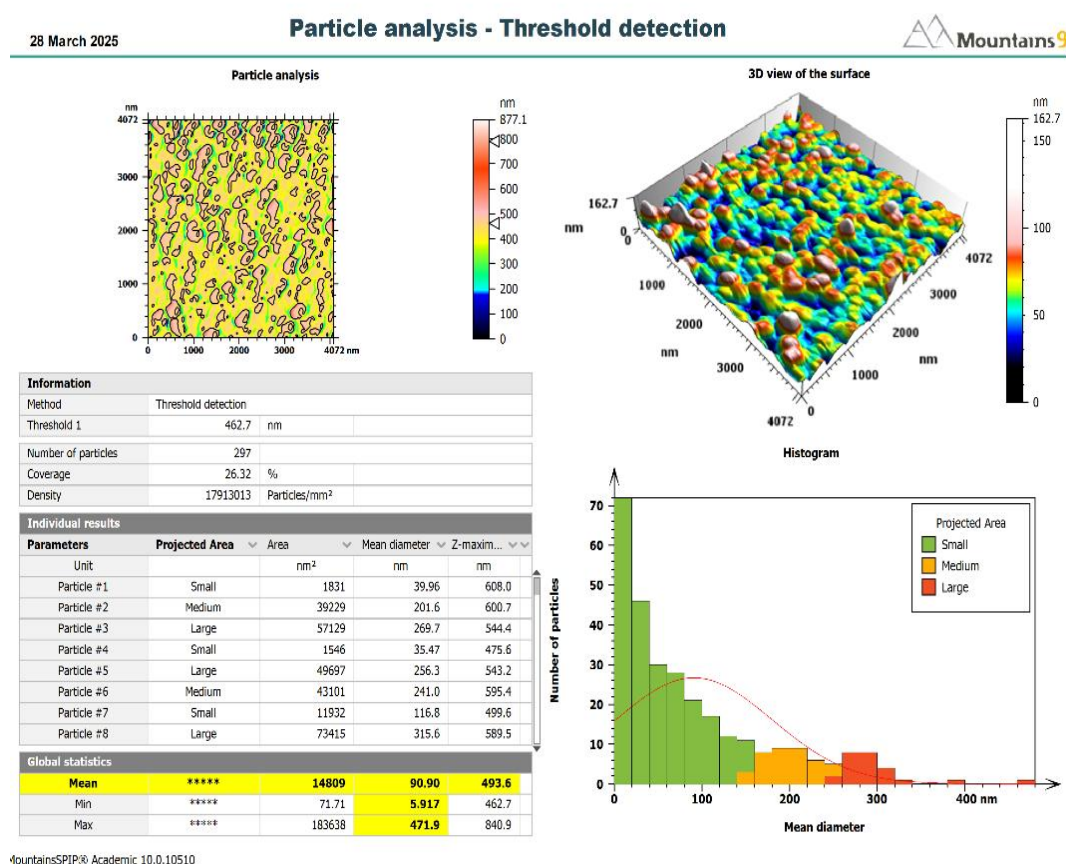 28 March 2025
Particle analysis - Threshold detection
Mountains9
Particle analysis
nm
4072
3000
2000
1000
0
0 1000 2000 3000 4072 nm
nm
877.1
800
700
600
500
400
300
200
100
0
3D view of the surface
162.7
nm
0
0
1000
2000
nm
3000
4072
0
1000
nm
2000
3000
4072
nm
162.7
150
100
50
0
Information
Method Threshold detection
Threshold 1 462.7 nm
Number of particles 297
Coverage 26.32 %
Density 17913013 Particles/mm²
Individual results
Parameters Projected Area Area Mean diameter Z-maxim...
Unit nm² nm nm
Particle #1 Small 1831 39.96 608.0
Particle #2 Medium 39229 201.6 600.7
Particle #3 Large 57129 269.7 544.4
Particle #4 Small 1546 35.47 475.6
Particle #5 Large 49697 256.3 543.2
Particle #6 Medium 43101 241.0 595.4
Particle #7 Small 11932 116.8 499.6
Particle #8 Large 73415 315.6 589.5
Global statistics
Mean ***** 14809 90.90 493.6
Min ***** 71.71 5.917 462.7
Max ***** 183638 471.9 840.9
Histogram
Number of particles
70
60
50
40
30
20
10
0
0 100 200 300 400 nm
Mean diameter
Projected Area
Small
Medium
Large
MountainsSPIP® Academic 10.0.10510